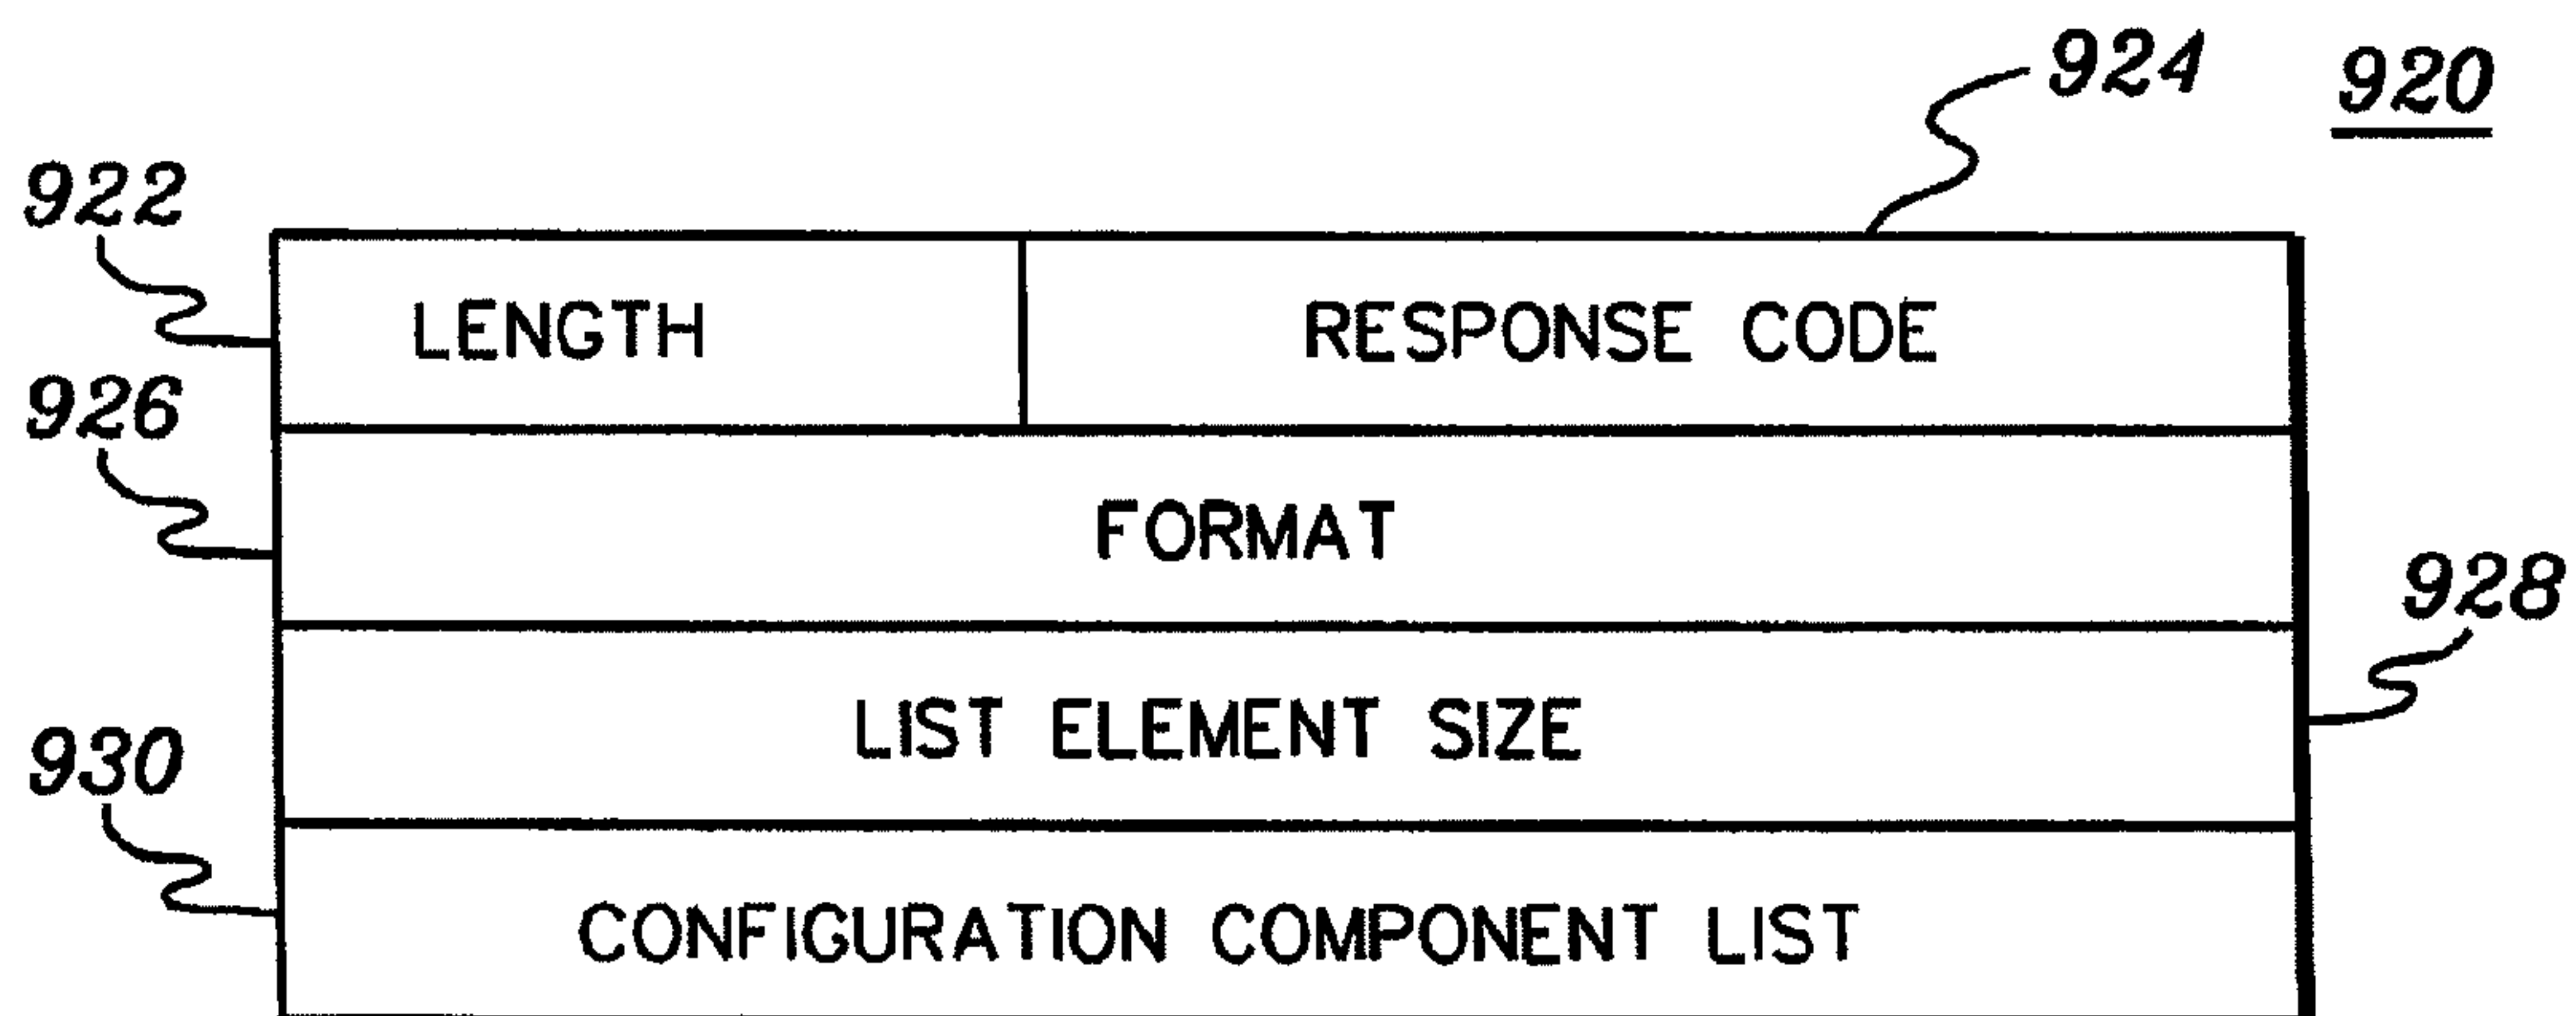 924
920
922
LENGTH
RESPONSE CODE
926
FORMAT
928
LIST ELEMENT SIZE
930
CONFIGURATION COMPONENT LIST